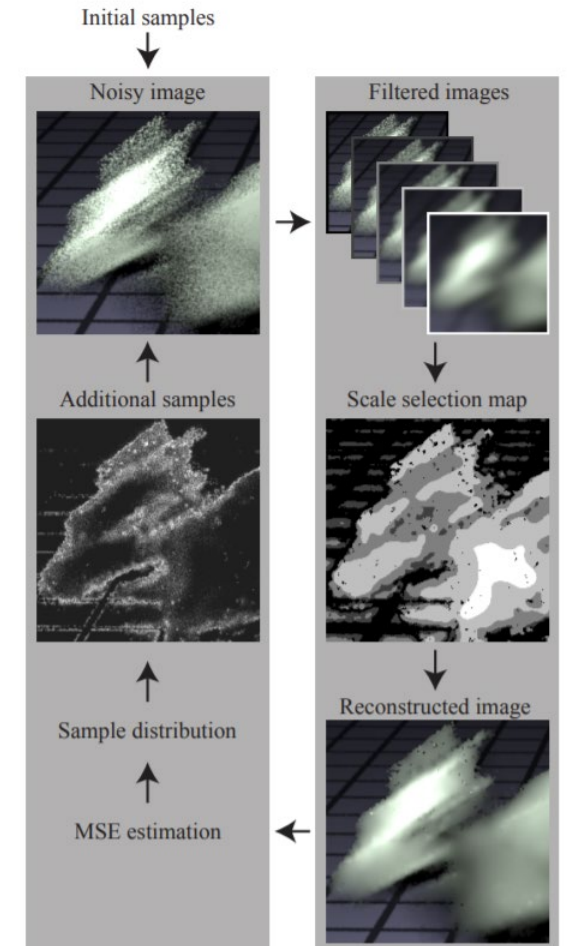 Initial samples
Noisy image
Filtered images
Additional samples
Scale selection map
Sample distribution
Reconstructed image
MSE estimation